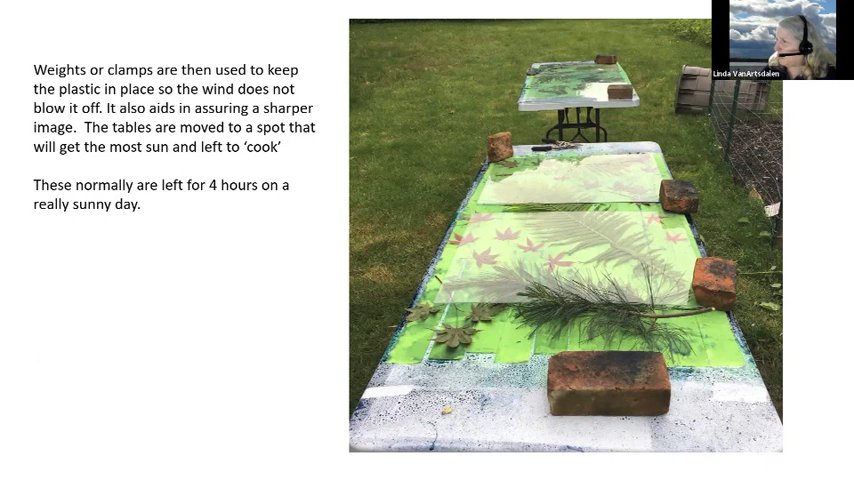 Linda VanArtsdalen
Weights or clamps are then used to keep
the plastic in place so the wind does not
blow it off. It also aids in assuring a sharper
image.  The tables are moved to a spot that
will get the most sun and left to ‘cook’
These normally are left for 4 hours on a
really sunny day.